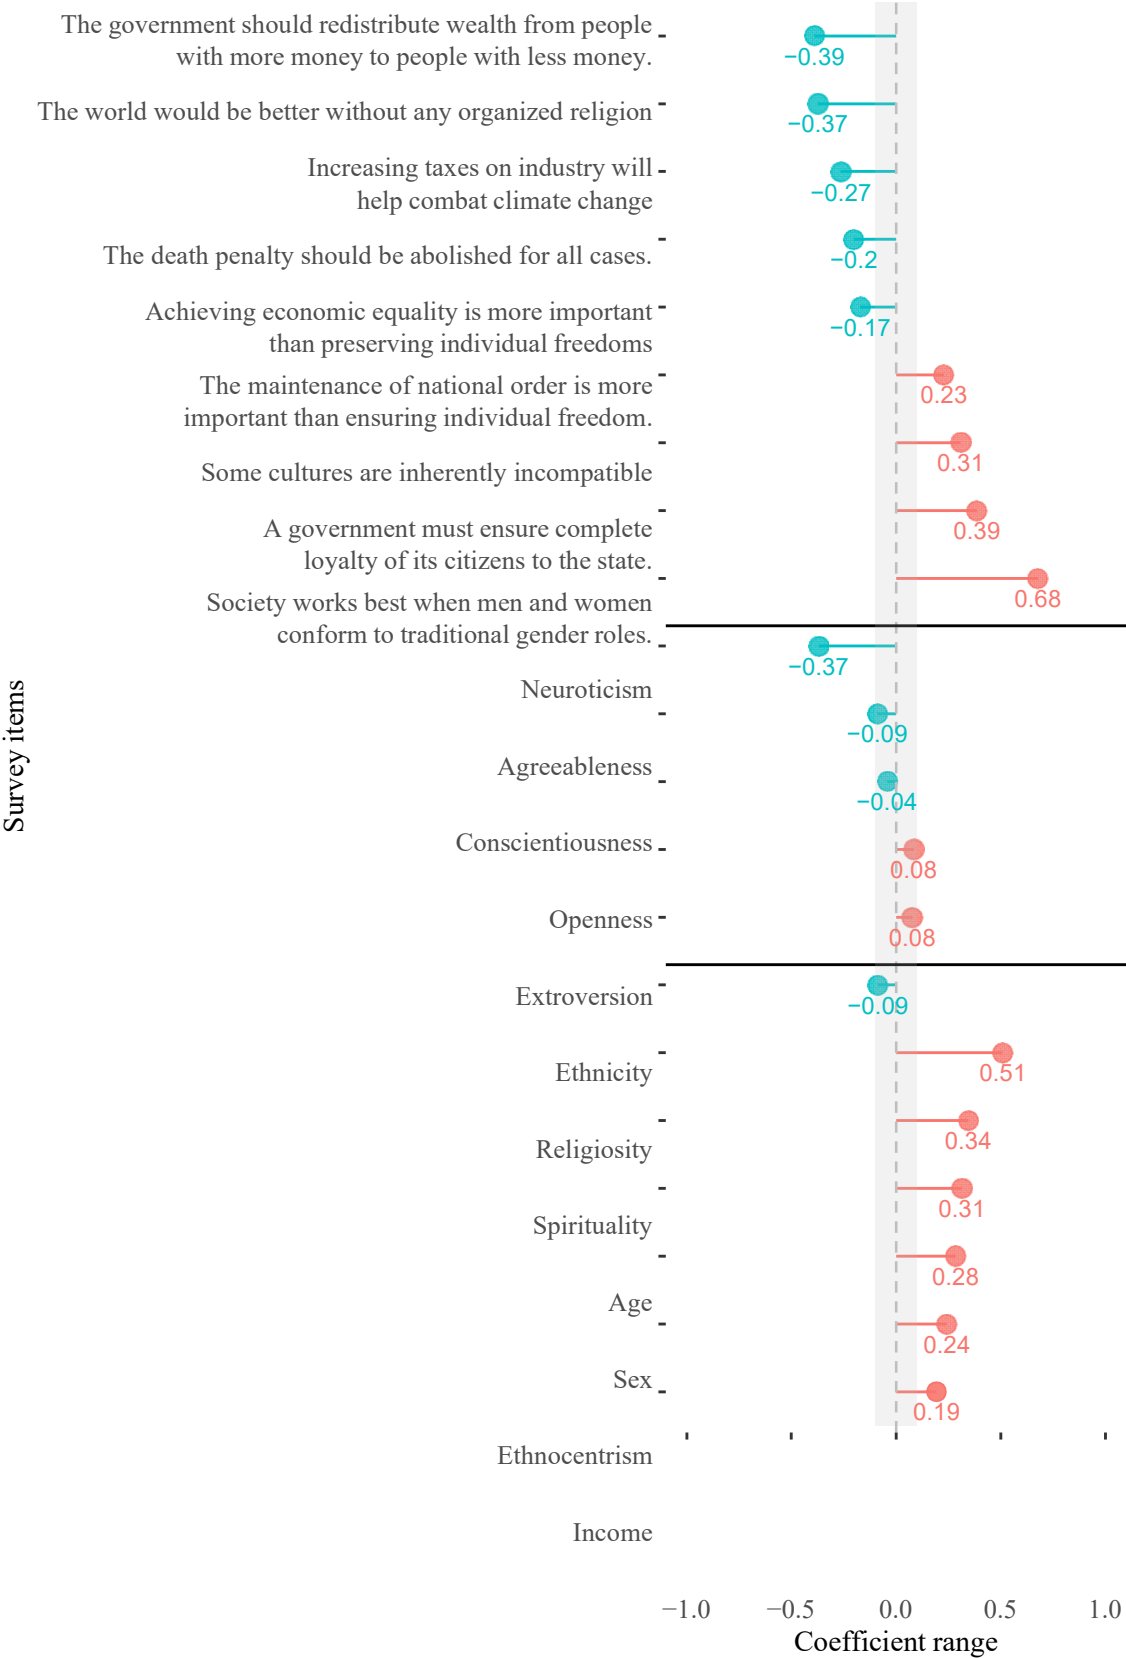 The government should redistribute wealth from people
with more money to people with less money.
−0.39
The world would be better without any organized religion
−0.37
Increasing taxes on industry will
help combat climate change
−0.27
The death penalty should be abolished for all cases.
−0.2
Achieving economic equality is more important
than preserving individual freedoms
−0.17
The maintenance of national order is more
important than ensuring individual freedom.
0.23
Some cultures are inherently incompatible
0.31
A government must ensure complete
loyalty of its citizens to the state.
0.39
Society works best when men and women
conform to traditional gender roles.
0.68
Survey items
Neuroticism
−0.37
Agreeableness
−0.09
Conscientiousness
−0.04
0.08
Openness
0.08
Extroversion
−0.09
Ethnicity
0.51
Religiosity
0.34
Spirituality
0.31
Age
0.28
Sex
0.24
0.19
Ethnocentrism
Income
−1.0 −0.5 0.0 0.5 1.0
Coefficient range